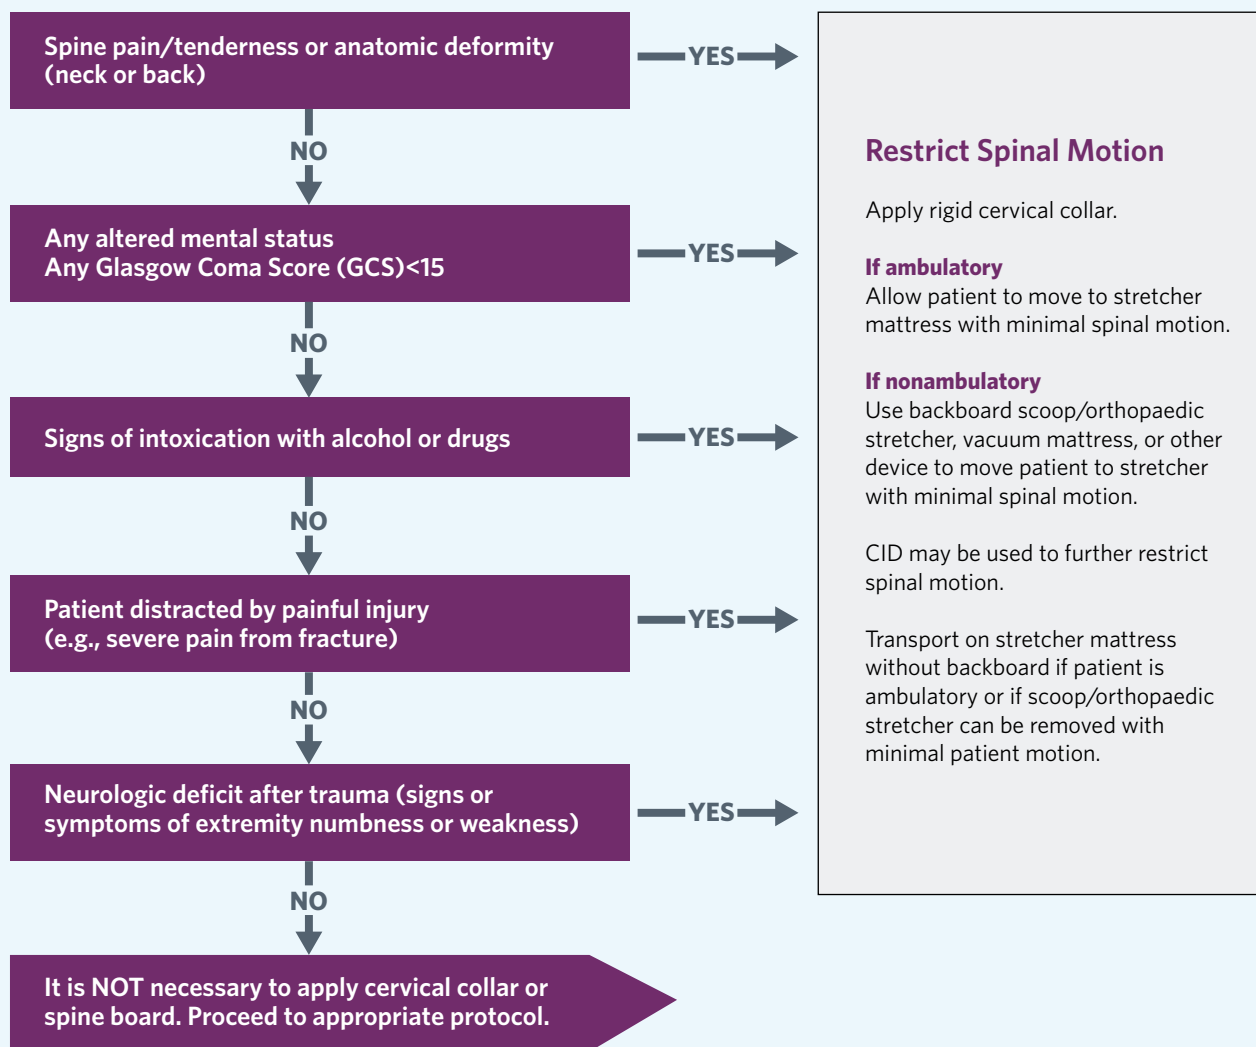 Spine pain/tenderness or anatomic deformity
(neck or back)
YES
NO
Any altered mental status
Any Glasgow Coma Score (GCS)<15
YES
NO
Signs of intoxication with alcohol or drugs
YES
NO
Patient distracted by painful injury
(e.g., severe pain from fracture)
YES
NO
Neurologic deficit after trauma (signs or
symptoms of extremity numbness or weakness)
YES
NO
It is NOT necessary to apply cervical collar or
spine board. Proceed to appropriate protocol.
Restrict Spinal Motion
Apply rigid cervical collar.
If ambulatory
Allow patient to move to stretcher
mattress with minimal spinal motion.
If nonambulatory
Use backboard scoop/orthopaedic
stretcher, vacuum mattress, or other
device to move patient to stretcher
with minimal spinal motion.
CID may be used to further restrict
spinal motion.
Transport on stretcher mattress
without backboard if patient is
ambulatory or if scoop/orthopaedic
stretcher can be removed with
minimal patient motion.